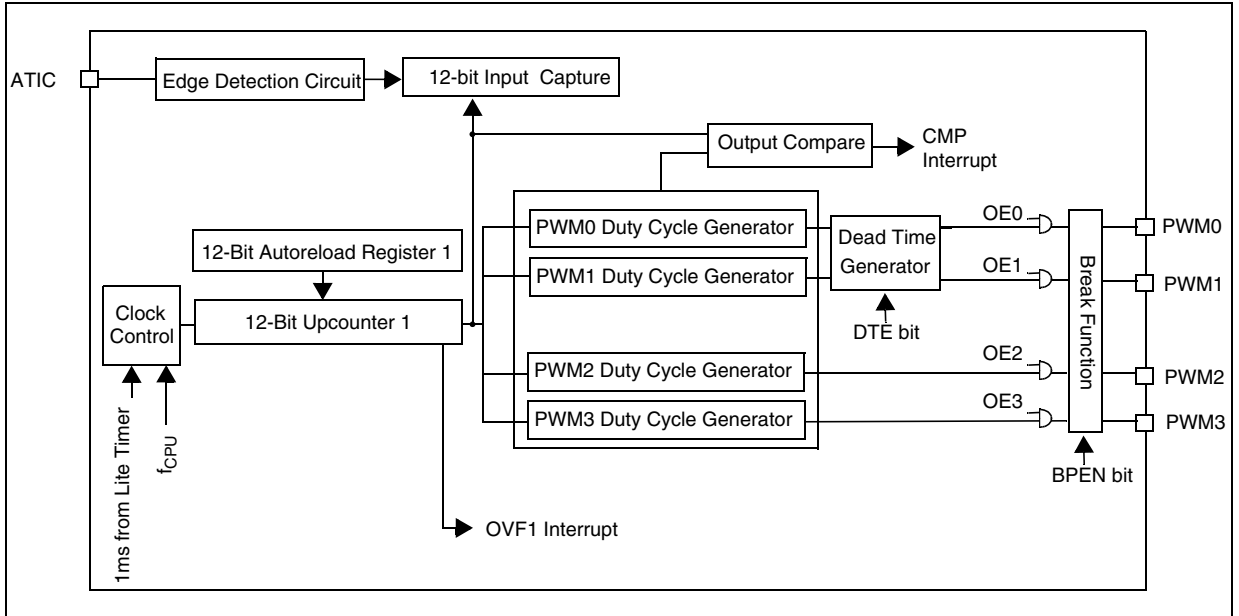 ATIC
Edge Detection Circuit
12-bit Input Capture
Output Compare
CMP
Interrupt
PWM0 Duty Cycle Generator
PWM1 Duty Cycle Generator
PWM2 Duty Cycle Generator
PWM3 Duty Cycle Generator
12-Bit Autoreload Register 1
12-Bit Upcounter 1
Clock
Control
1ms from Lite Timer
fCPU
OVF1 Interrupt
Dead Time
Generator
DTE bit
OE0
OE1
OE2
OE3
Break Function
BPEN bit
PWM0
PWM1
PWM2
PWM3